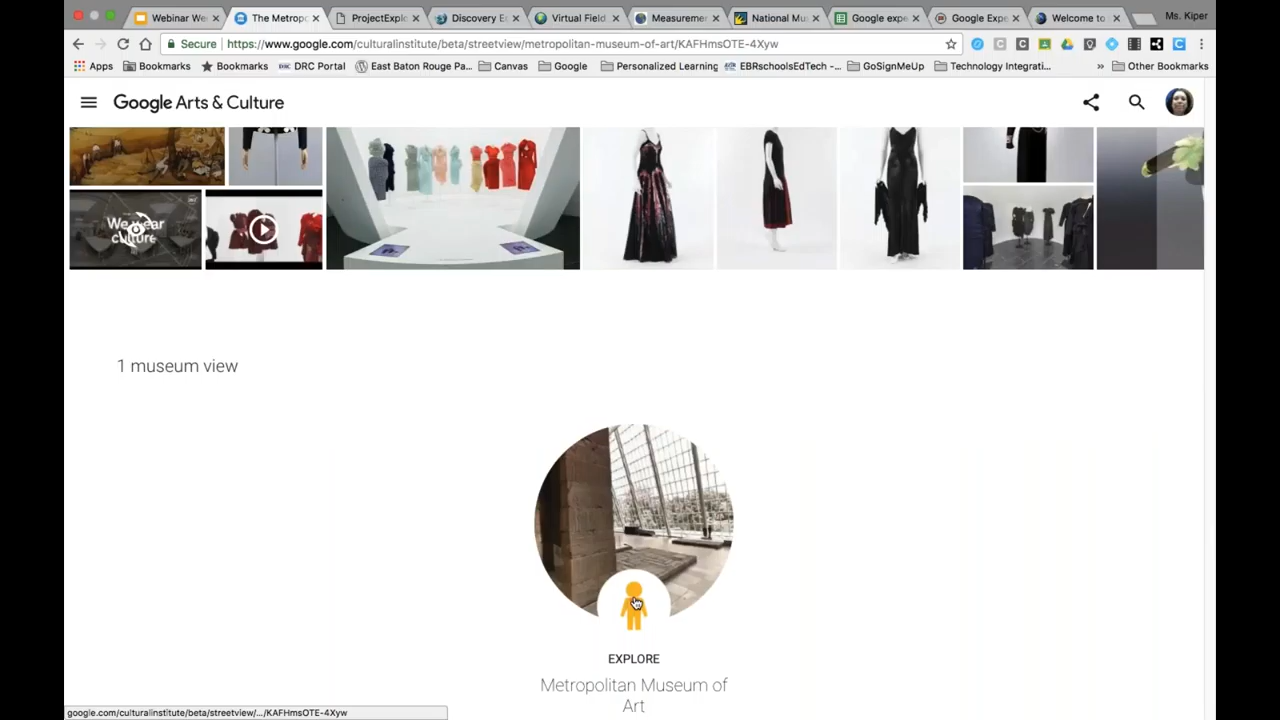 Webinar We
The Metrop
ProjectExplo
Discovery E
Virtual Field
Measuremer
National Mu
Google expe
Google Expe
Welcome to
Ms. Kiper
Secure https://www.google.com/culturalinstitute/beta/streetview/metropolitan-museum-of-art/KAFHmsOTE-4Xyw
Apps Bookmarks Bookmarks DRC Portal East Baton Rouge Pa... Canvas Google Personalized Learning EBRschoolsEdTech -... GoSignMeUp Technology Integrati... » Other Bookmarks
Google Arts & Culture
We wear
culture
1 museum view
EXPLORE
Metropolitan Museum of
Art
google.com/culturalinstitute/beta/streetview/.../KAFHmsOTE-4Xyw